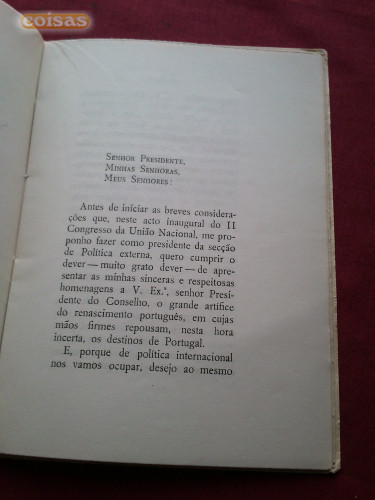 coisas
SENHOR PRESIDENTE,
MINHAS SENHORAS,
MEUS SENHORES:
Antes de iniciar as breves considera-
ções que, neste acto inaugural do II
Congresso da União Nacional, me pro-
ponho fazer como presidente da secção
de Política externa, quero cumprir o
dever — muito grato dever — de apre-
sentar as minhas sinceras e respeitosas
homenagens a V. Ex.ª, senhor Presi-
dente do Conselho, o grande artífice
do renascimento português, em cujas
mãos firmes repousam, nesta hora
incerta, os destinos de Portugal.
E, porque de política internacional
nos vamos ocupar, desejo ao mesmo